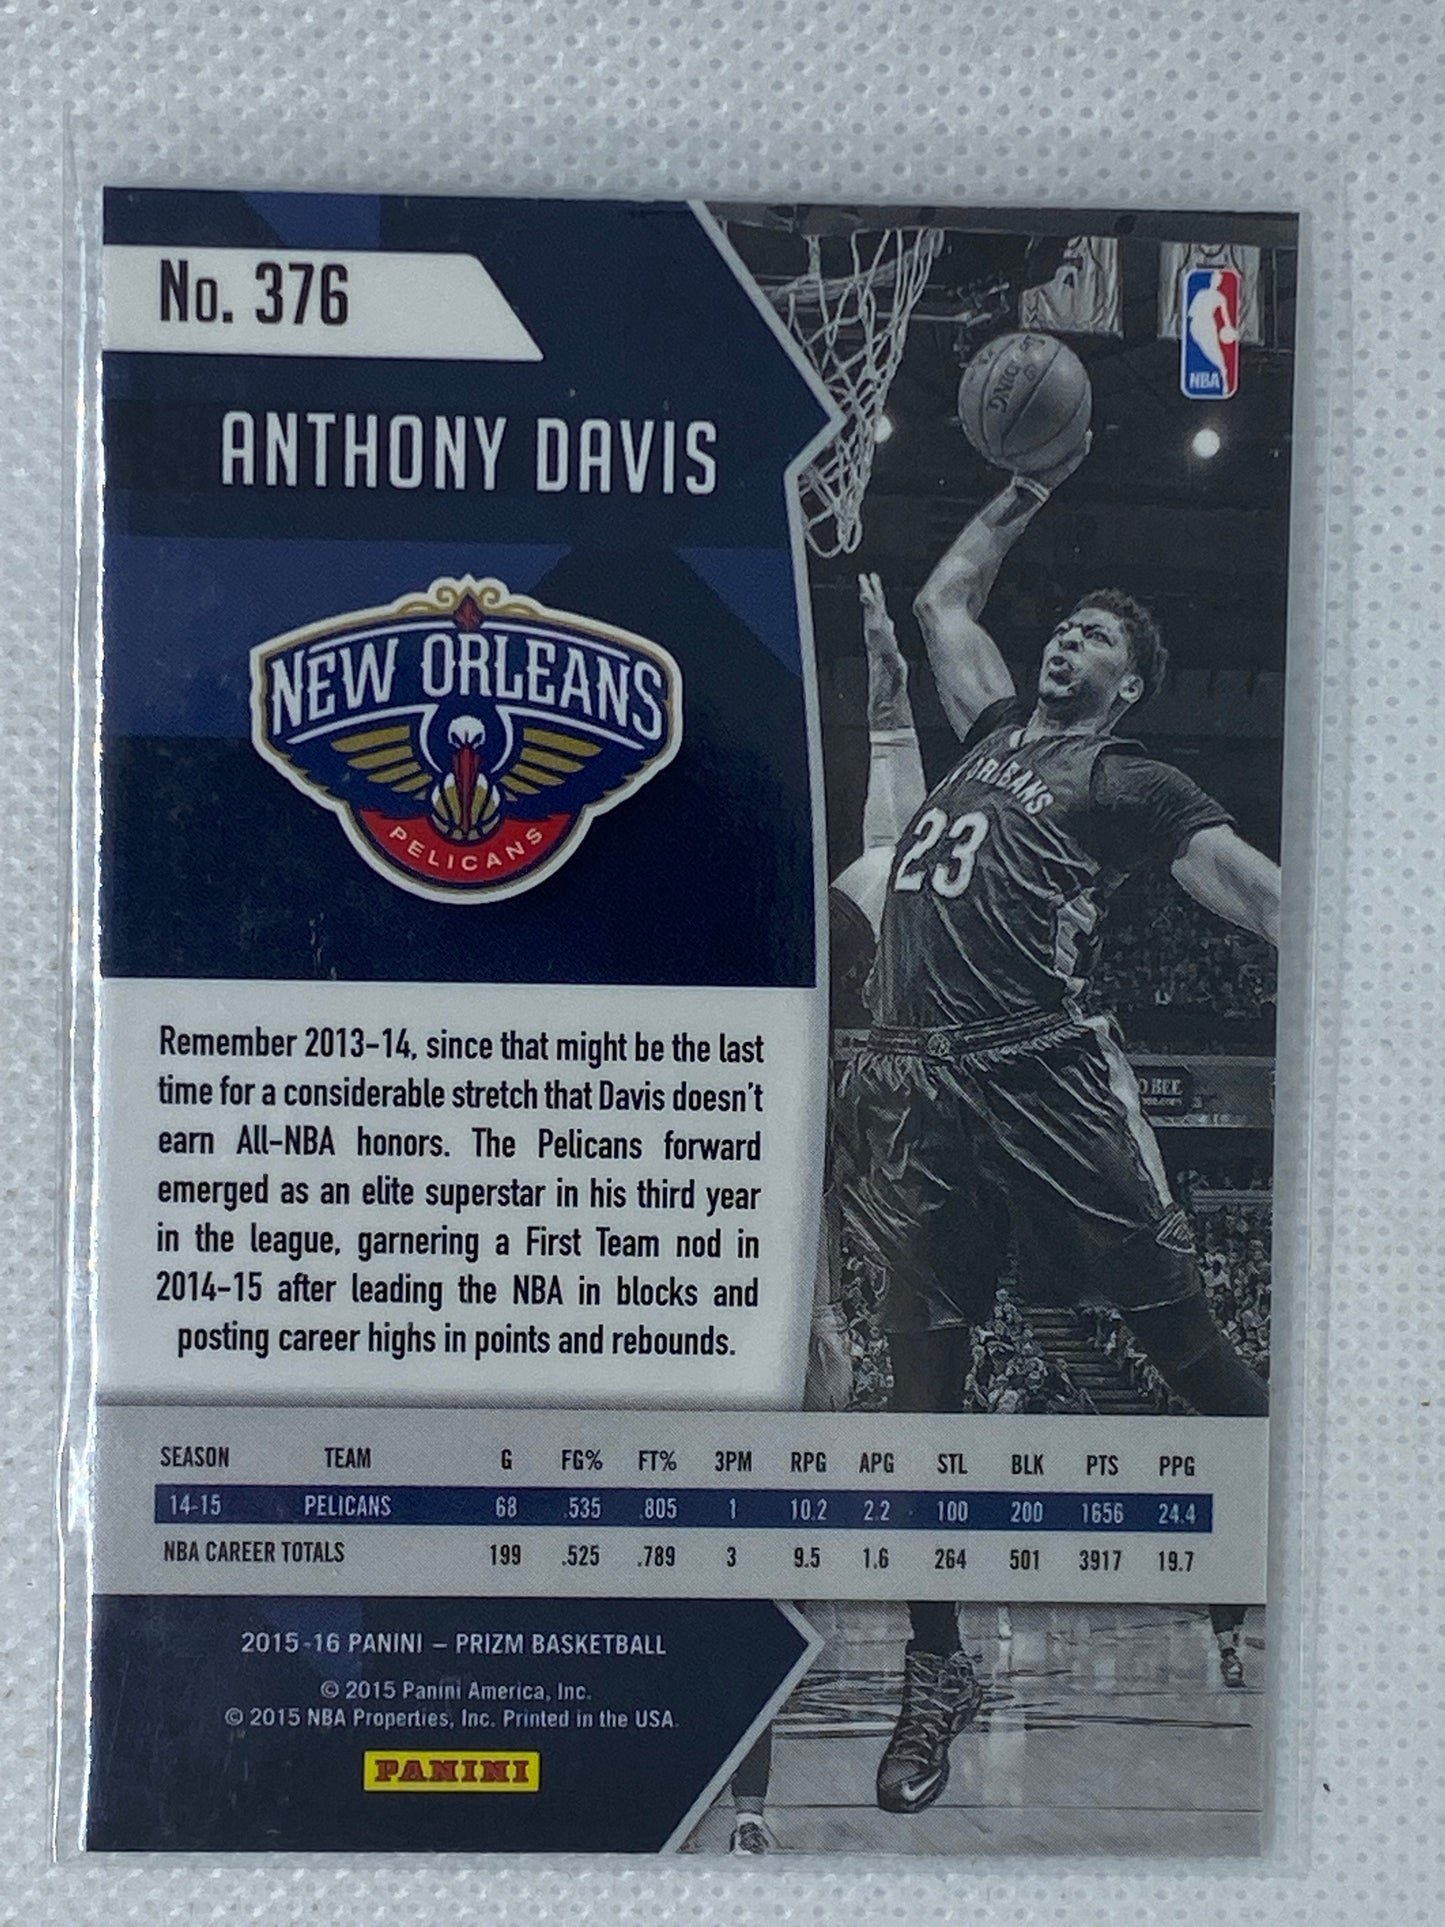 No. 376
ANTHONY DAVIS
NEW ORLEANS
PELICANS
NBA
SPALDING
ORLEANS
23
Remember 2013-14, since that might be the last
time for a considerable stretch that Davis doesn't
earn All-NBA honors. The Pelicans forward
emerged as an elite superstar in his third year
in the league, garnering a First Team nod in
2014-15 after leading the NBA in blocks and
posting career highs in points and rebounds.
SEASON TEAM G FG% FT% 3PM RPG APG STL BLK PTS PPG
14-15 PELICANS 68 .535 .805 1 10.2 2.2 100 200 1656 24.4
NBA CAREER TOTALS 199 .525 .789 3 9.5 1.6 264 501 3917 19.7
2015-16 PANINI – PRIZM BASKETBALL
© 2015 Panini America, Inc.
© 2015 NBA Properties, Inc. Printed in the USA.
PANINI